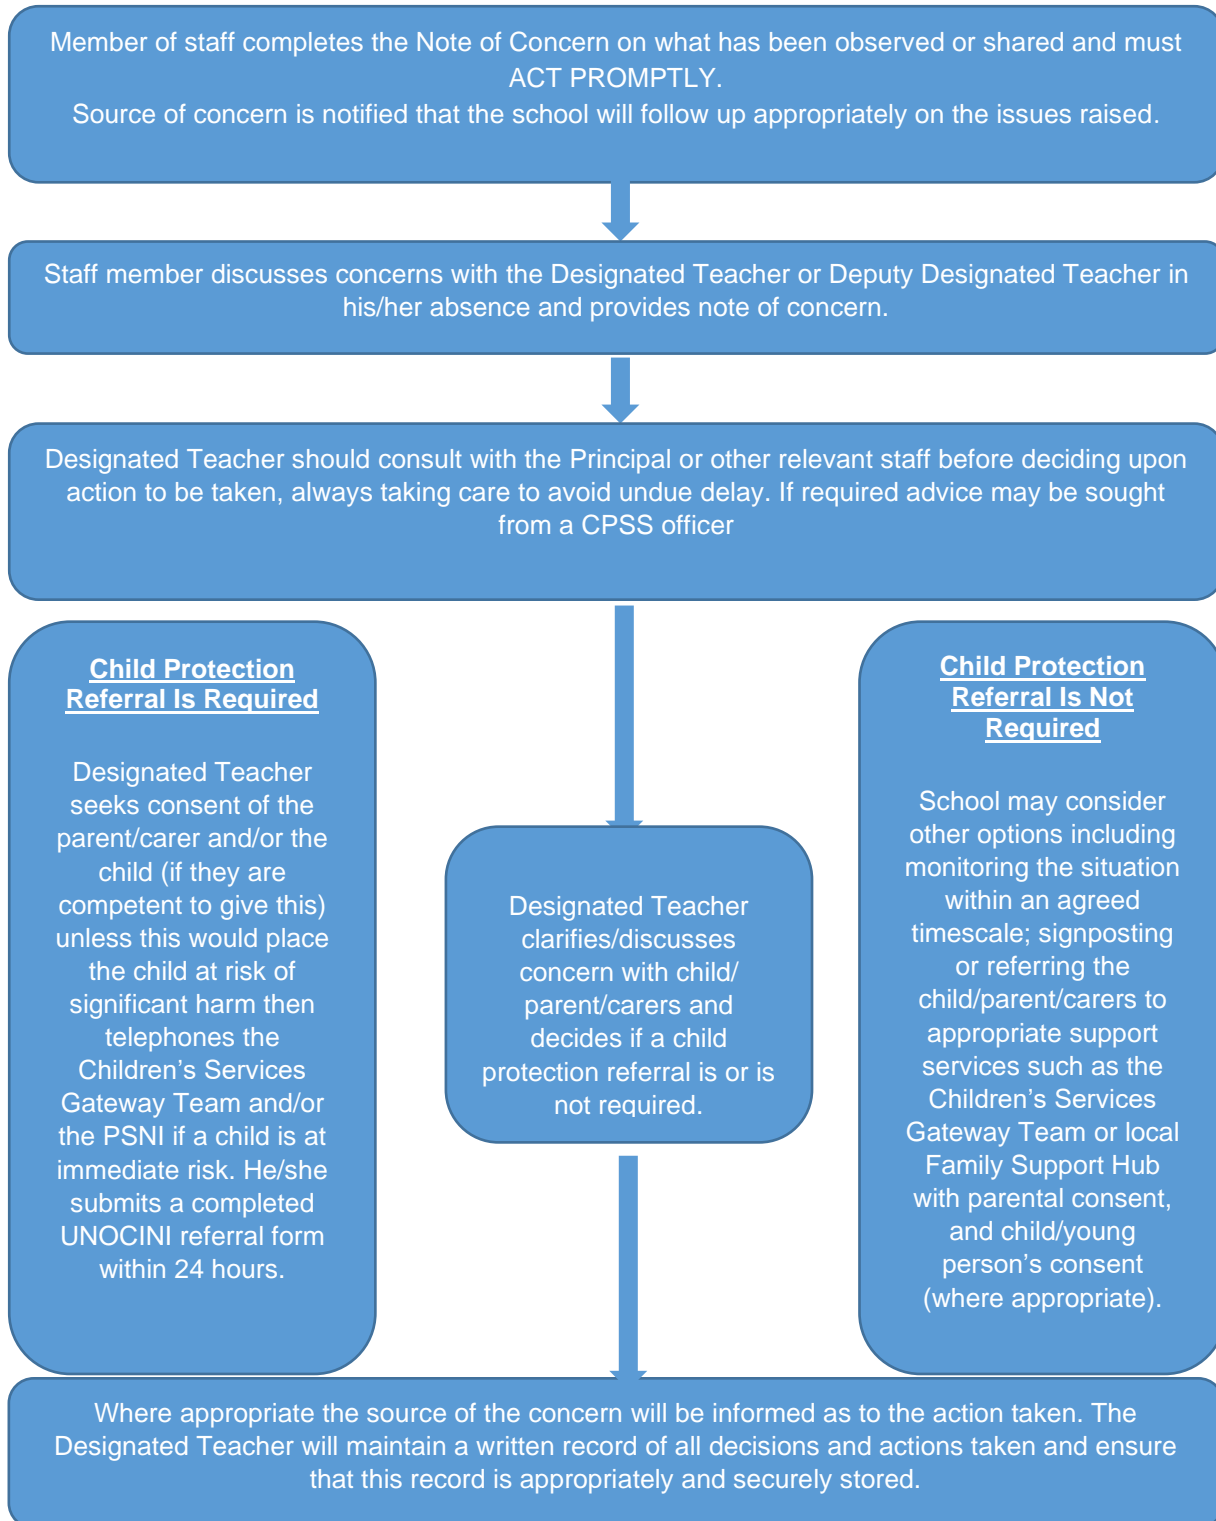 Member of staff completes the Note of Concern on what has been observed or shared and must
ACT PROMPTLY.
Source of concern is notified that the school will follow up appropriately on the issues raised.
Staff member discusses concerns with the Designated Teacher or Deputy Designated Teacher in
his/her absence and provides note of concern.
Designated Teacher should consult with the Principal or other relevant staff before deciding upon
action to be taken, always taking care to avoid undue delay. If required advice may be sought
from a CPSS officer
Child Protection
Referral Is Required
Designated Teacher
seeks consent of the
parent/carer and/or the
child (if they are
competent to give this)
unless this would place
the child at risk of
significant harm then
telephones the
Children’s Services
Gateway Team and/or
the PSNI if a child is at
immediate risk. He/she
submits a completed
UNOCINI referral form
within 24 hours.
Designated Teacher
clarifies/discusses
concern with child/
parent/carers and
decides if a child
protection referral is or is
not required.
Child Protection
Referral Is Not
Required
School may consider
other options including
monitoring the situation
within an agreed
timescale; signposting
or referring the
child/parent/carers to
appropriate support
services such as the
Children’s Services
Gateway Team or local
Family Support Hub
with parental consent,
and child/young
person’s consent
(where appropriate).
Where appropriate the source of the concern will be informed as to the action taken. The
Designated Teacher will maintain a written record of all decisions and actions taken and ensure
that this record is appropriately and securely stored.